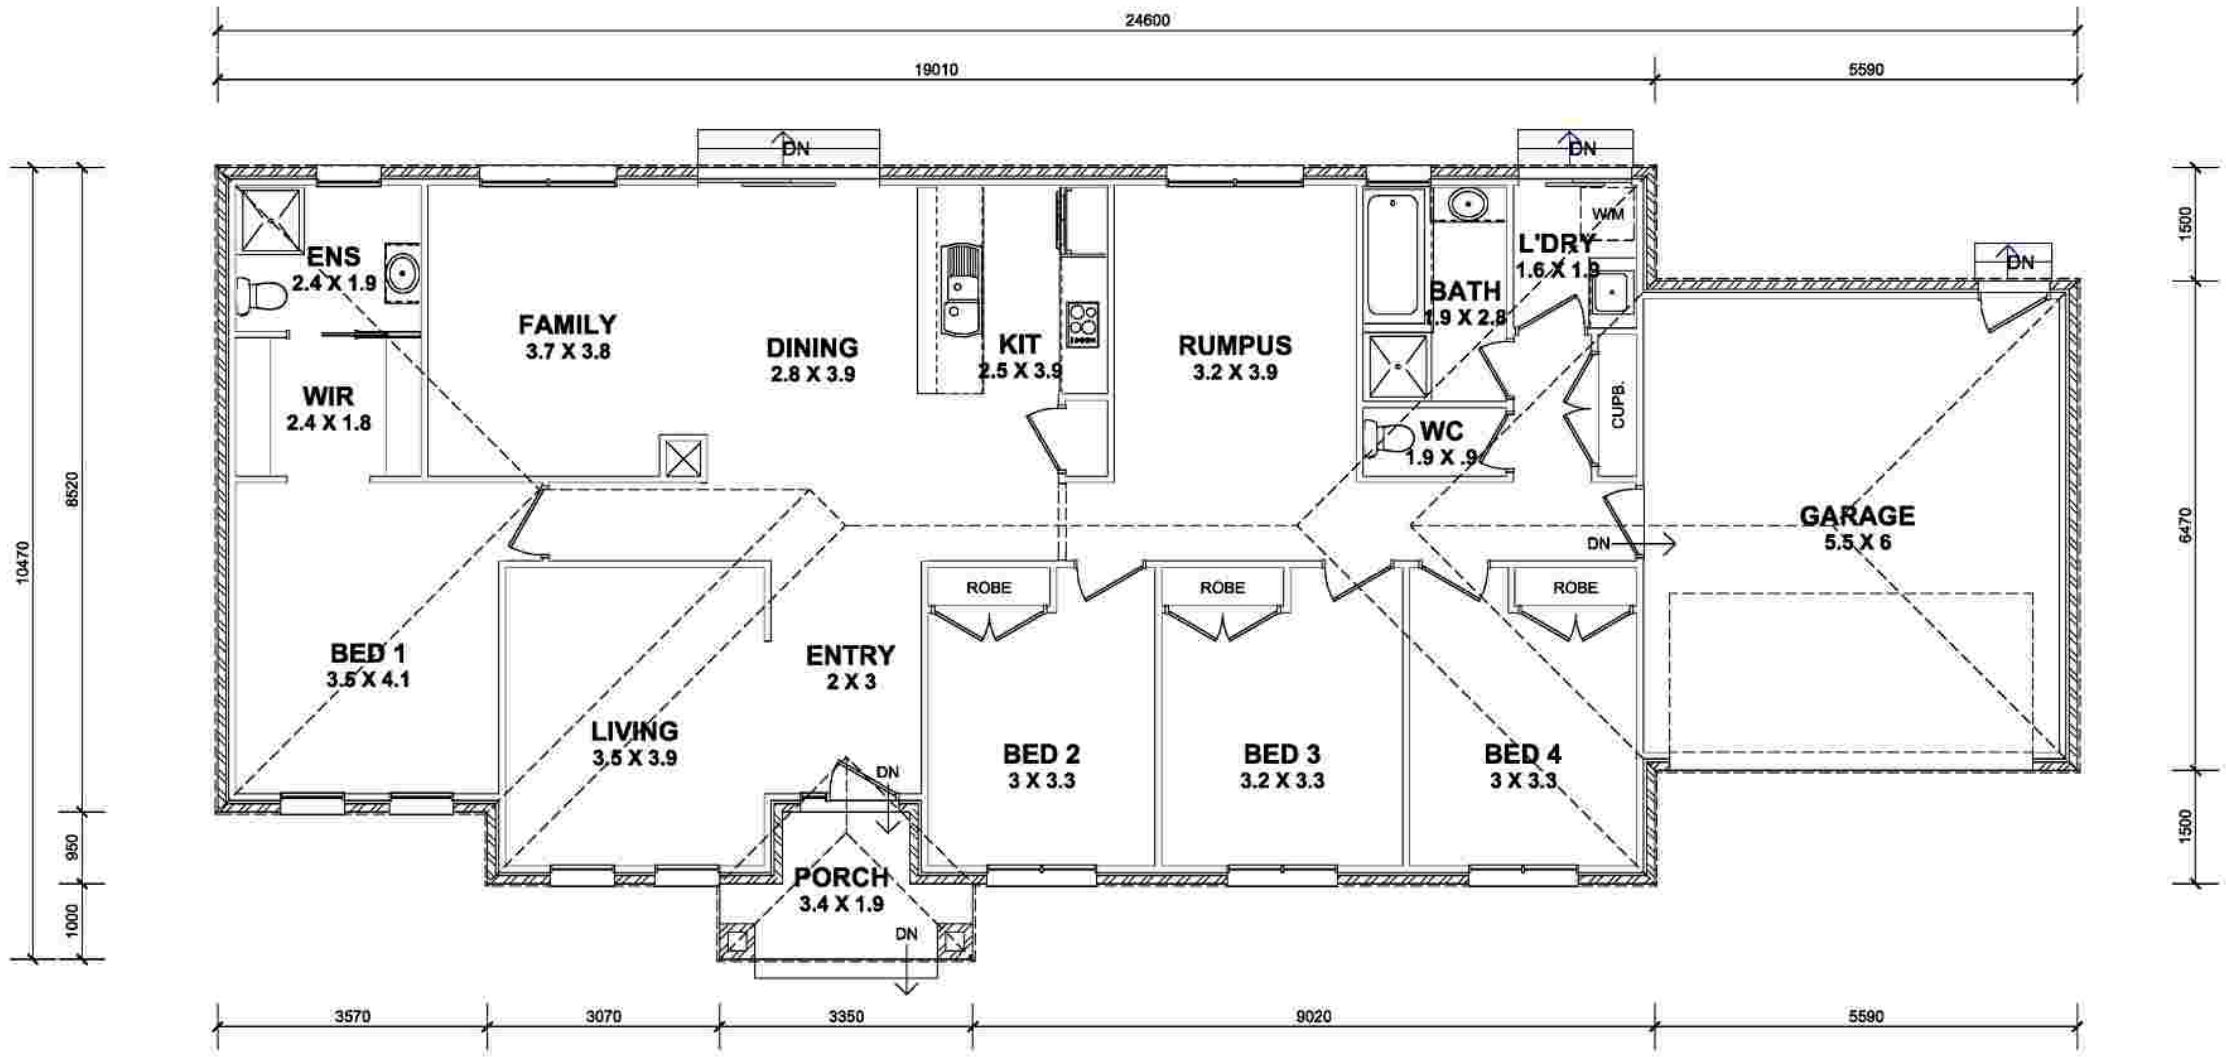 24600
19010
5590
DN
DN
DN
ENS
2.4 X 1.9
FAMILY
3.7 X 3.8
DINING
2.8 X 3.9
KIT
2.5 X 3.9
RUMPUS
3.2 X 3.9
BATH
1.9 X 2.8
L'DRY
1.6 X 1.9
W/M
WIR
2.4 X 1.8
WC
1.9 X .9
CUPB.
GARAGE
5.5 X 6
DN
ROBE
ROBE
ROBE
BED 1
3.5 X 4.1
LIVING
3.5 X 3.9
ENTRY
2 X 3
BED 2
3 X 3.3
BED 3
3.2 X 3.3
BED 4
3 X 3.3
DN
PORCH
3.4 X 1.9
DN
10470
8520
950
1000
1500
6470
1500
3570
3070
3350
9020
5590